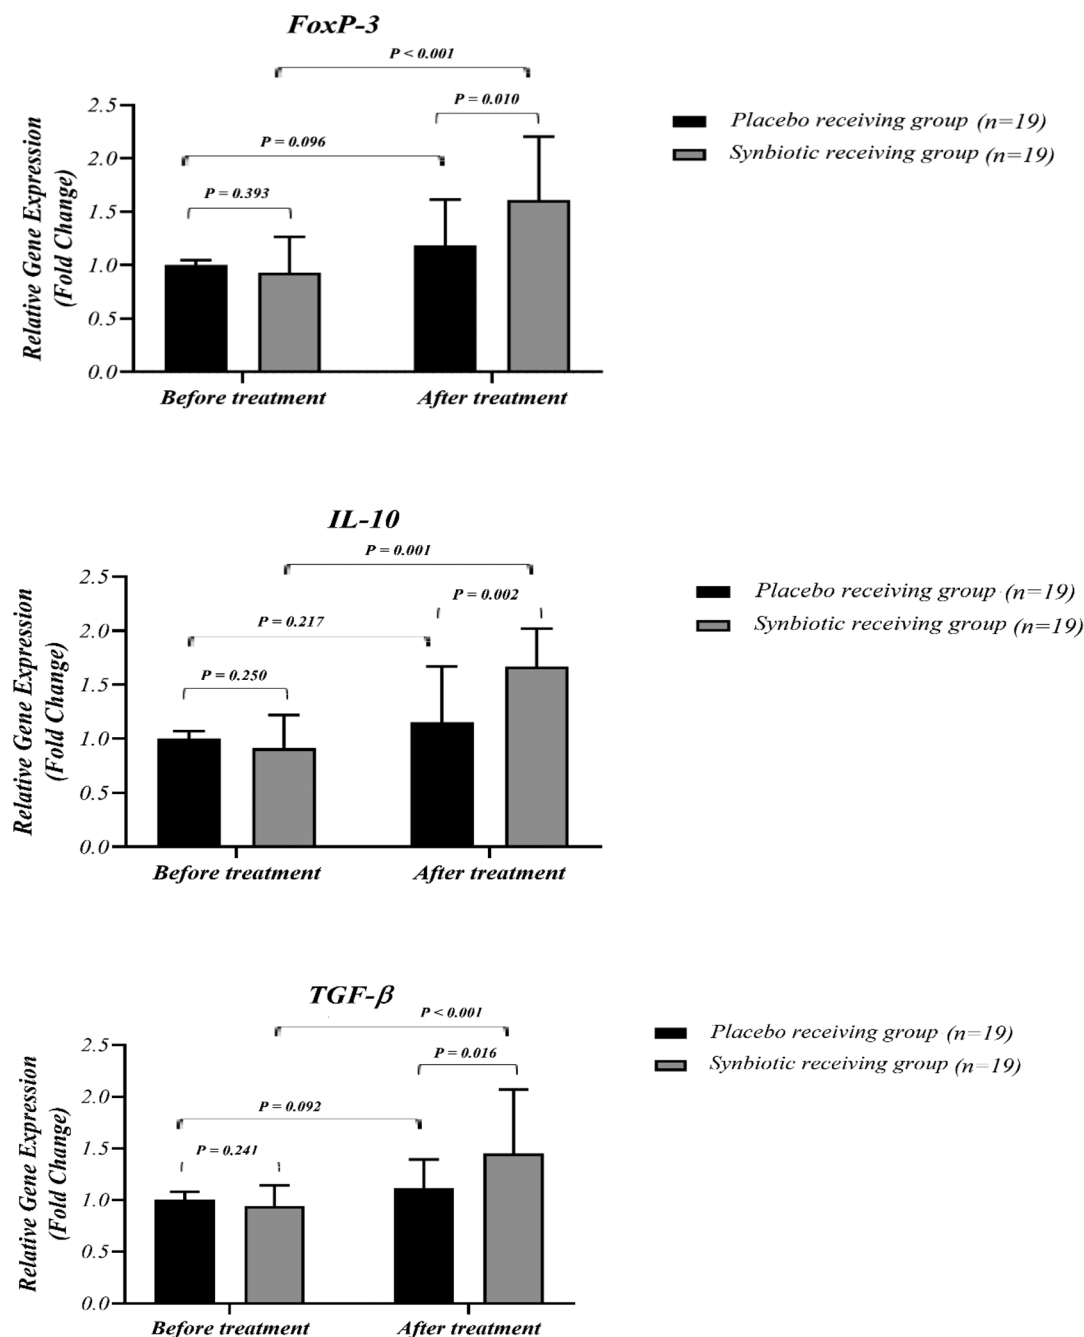 FoxP-3
P < 0.001
P = 0.010
P = 0.096
P = 0.393
Relative Gene Expression
(Fold Change)
2.5
2.0
1.5
1.0
0.5
0.0
Before treatment
After treatment
Placebo receiving group (n=19)
Synbiotic receiving group (n=19)
IL-10
P = 0.001
P = 0.002
P = 0.217
P = 0.250
Relative Gene Expression
(Fold Change)
2.5
2.0
1.5
1.0
0.5
0.0
Before treatment
After treatment
Placebo receiving group (n=19)
Synbiotic receiving group (n=19)
TGF-β
P < 0.001
P = 0.016
P = 0.092
P = 0.241
Relative Gene Expression
(Fold Change)
2.5
2.0
1.5
1.0
0.5
0.0
Before treatment
After treatment
Placebo receiving group (n=19)
Synbiotic receiving group (n=19)